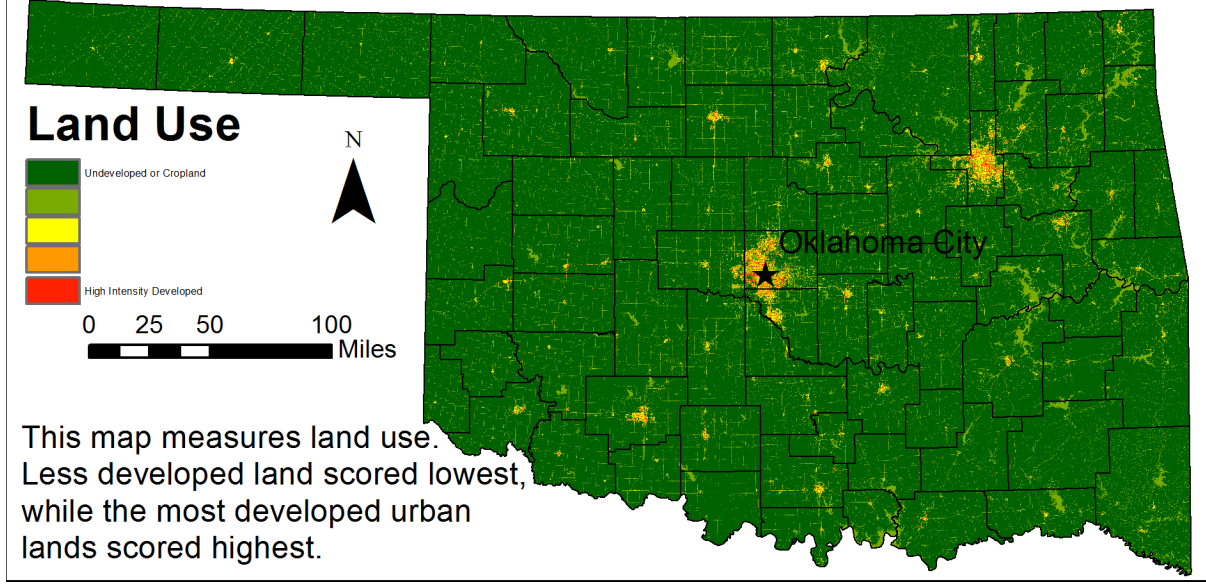 Land Use
N
Undeveloped or Cropland
High Intensity Developed
0 25 50 100
Miles
Oklahoma City
This map measures land use.
Less developed land scored lowest,
while the most developed urban
lands scored highest.